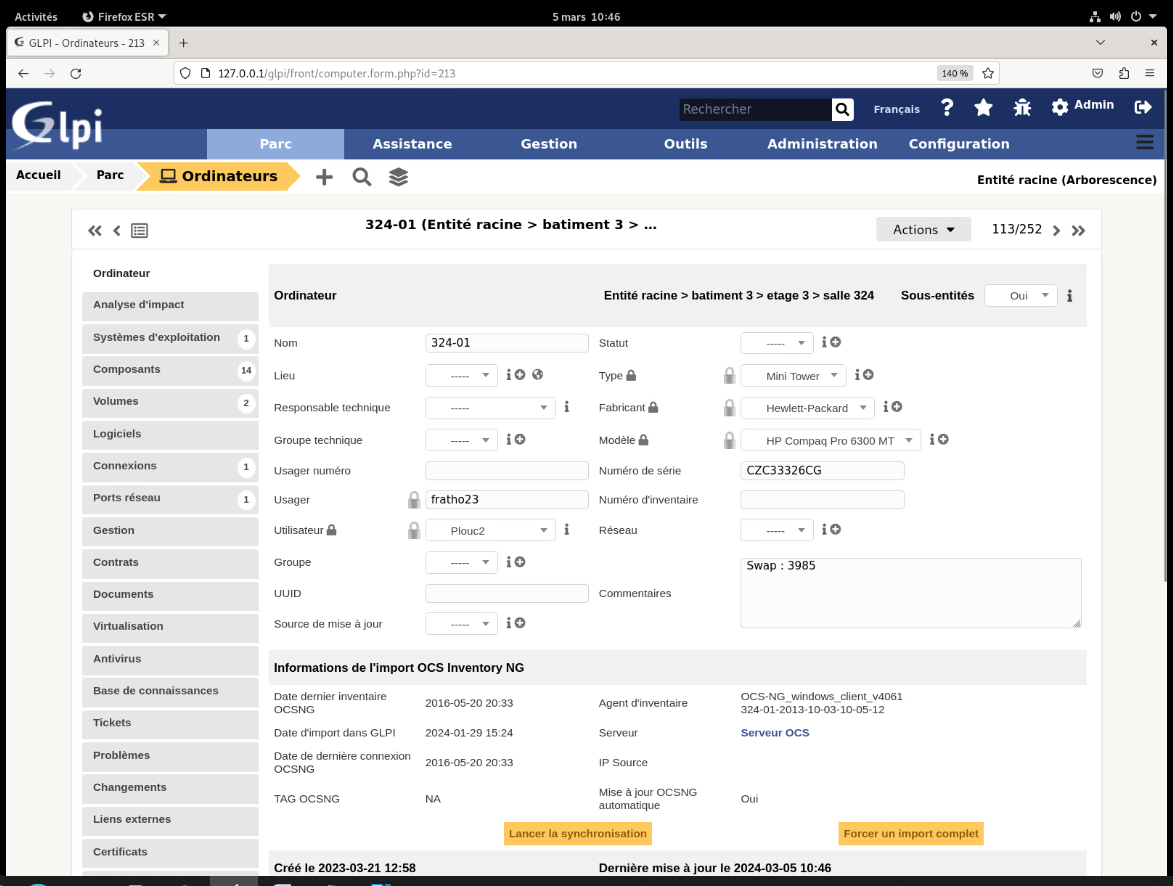 Activités Firefox ESR 5 mars 10:46
GLPI - Ordinateurs - 213
127.0.0.1/glpi/front/computer.form.php?id=213 140 %
Glpi
Rechercher Français ? Admin
Parc Assistance Gestion Outils Administration Configuration
Accueil Parc Ordinateurs
Entité racine (Arborescence)
324-01 (Entité racine > batiment 3 > ... Actions 113/252
Ordinateur
Analyse d'impact
Systèmes d'exploitation 1
Composants 14
Volumes 2
Logiciels
Connexions 1
Ports réseau 1
Gestion
Contrats
Documents
Virtualisation
Antivirus
Base de connaissances
Tickets
Problèmes
Changements
Liens externes
Certificats
Ordinateur Entité racine > batiment 3 > etage 3 > salle 324 Sous-entités Oui
Nom 324-01 Statut -----
Lieu ----- Type Mini Tower
Responsable technique ----- Fabricant Hewlett-Packard
Groupe technique ----- Modèle HP Compaq Pro 6300 MT
Usager numéro Numéro de série CZC33326CG
Usager fratho23 Numéro d'inventaire
Utilisateur Plouc2 Réseau -----
Groupe -----
UUID
Source de mise à jour -----
Commentaires Swap : 3985
Informations de l'import OCS Inventory NG
Date dernier inventaire
OCSNG
2016-05-20 20:33
Agent d'inventaire
OCS-NG_windows_client_v4061
324-01-2013-10-03-10-05-12
Date d'import dans GLPI 2024-01-29 15:24 Serveur Serveur OCS
Date de dernière connexion
OCSNG
2016-05-20 20:33
IP Source
TAG OCSNG NA
Mise à jour OCSNG
automatique
Oui
Lancer la synchronisation Forcer un import complet
Créé le 2023-03-21 12:58 Dernière mise à jour le 2024-03-05 10:46